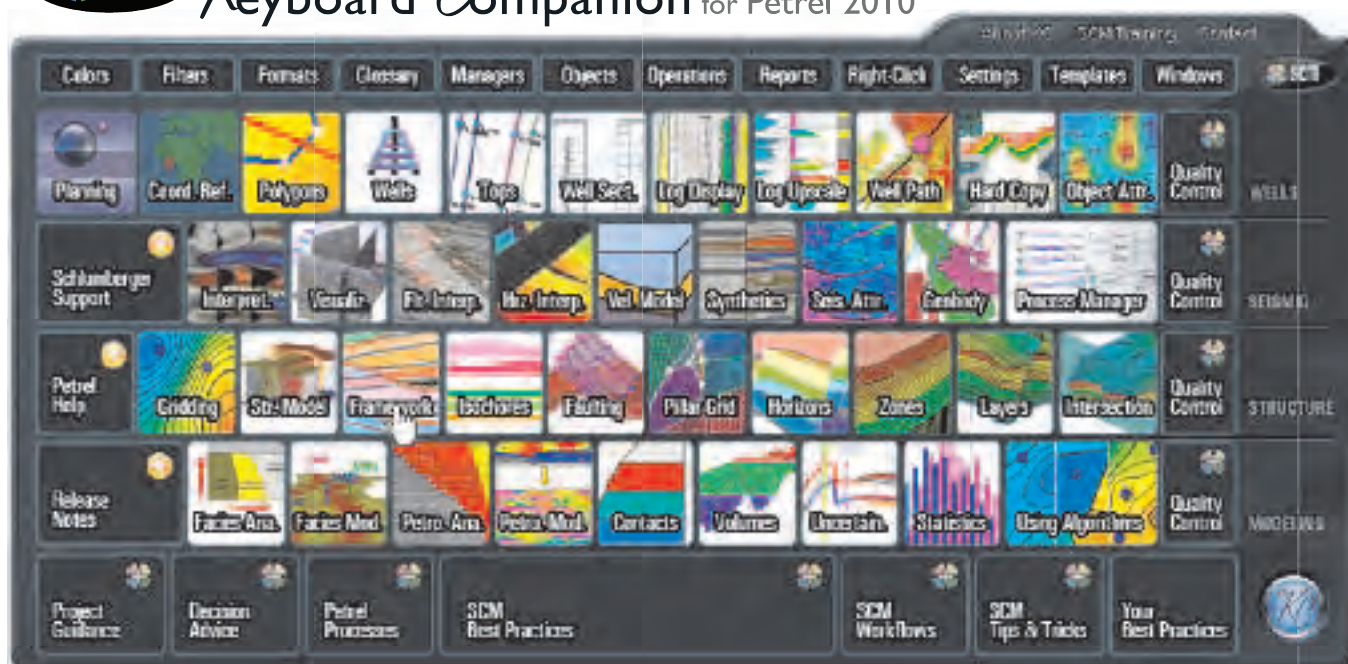 Keyboard Companion for Petrel 2010
About KC SCM Training Contact
Colors Filters Formats Glossary Managers Objects Operations Reports Right-Click Settings Templates Windows SCM
Planning Coord. Ref. Polygons Wells Tops Well Sect. Log Display Log Upscale Well Path Hard Copy Object Attr. Quality
Control WELLS
Schlumberger
Support Interpret. Visualiz. Flt. Interp. Hrz. Interp. Vel. Model Synthetics Seis. Attr. Geobody Process Manager Quality
Control SEISMIC
Petrel
Help Gridding Str. Model Framework Isochores Faulting Pillar Grid Horizons Zones Layers Intersection Quality
Control STRUCTURE
Release
Notes Facies Ana. Facies Mod. Petro. Ana. Petro. Mod. Contacts Volumes Uncertain. Statistics Using Algorithms Quality
Control MODELING
Project
Guidance
Decision
Advice
Petrel
Processes
SCM
Best Practices
SCM
Workflows
SCM
Tips & Tricks
Your
Best Practices